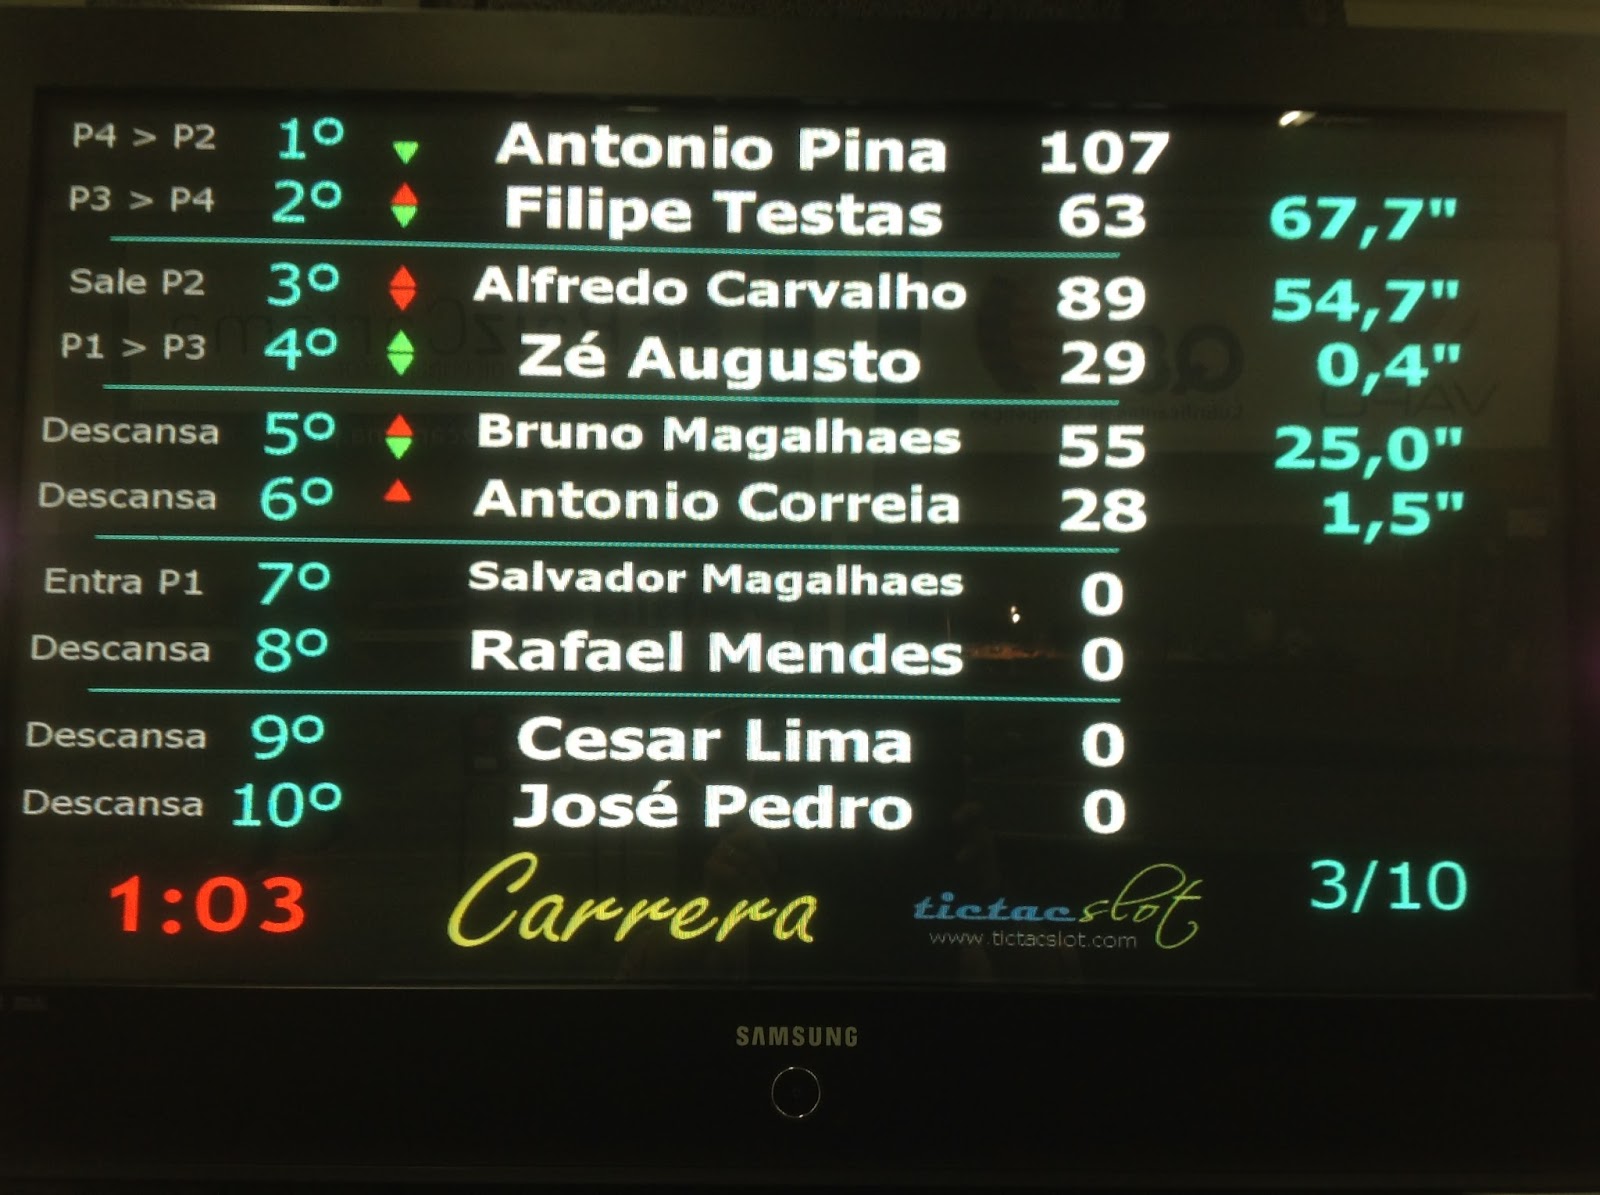 P4 > P2 1º Antonio Pina 107
P3 > P4 2º Filipe Testas 63 67,7"
Sale P2 3º Alfredo Carvalho 89 54,7"
P1 > P3 4º Zé Augusto 29 0,4"
Descansa 5º Bruno Magalhaes 55 25,0"
Descansa 6º Antonio Correia 28 1,5"
Entra P1 7º Salvador Magalhaes 0
Descansa 8º Rafael Mendes 0
Descansa 9º Cesar Lima 0
Descansa 10º José Pedro 0
1:03 Carrera tictacslot 3/10
www.tictacslot.com
SAMSUNG